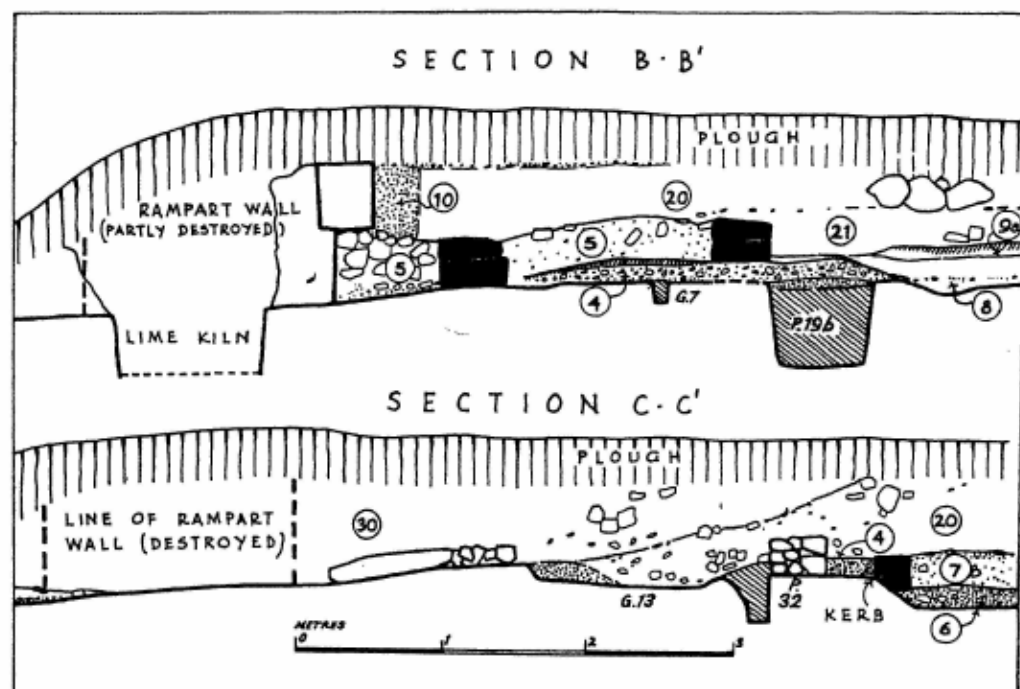 SECTION B·B'
PLOUGH
RAMPART WALL
(PARTLY DESTROYED)
10
20
5
5
21
9a
4
G.7
P.19b
8
LIME KILN
SECTION C·C'
PLOUGH
LINE OF RAMPART
WALL (DESTROYED)
30
20
4
7
G.13
32
KERB
6
METRES
0 1 2 3